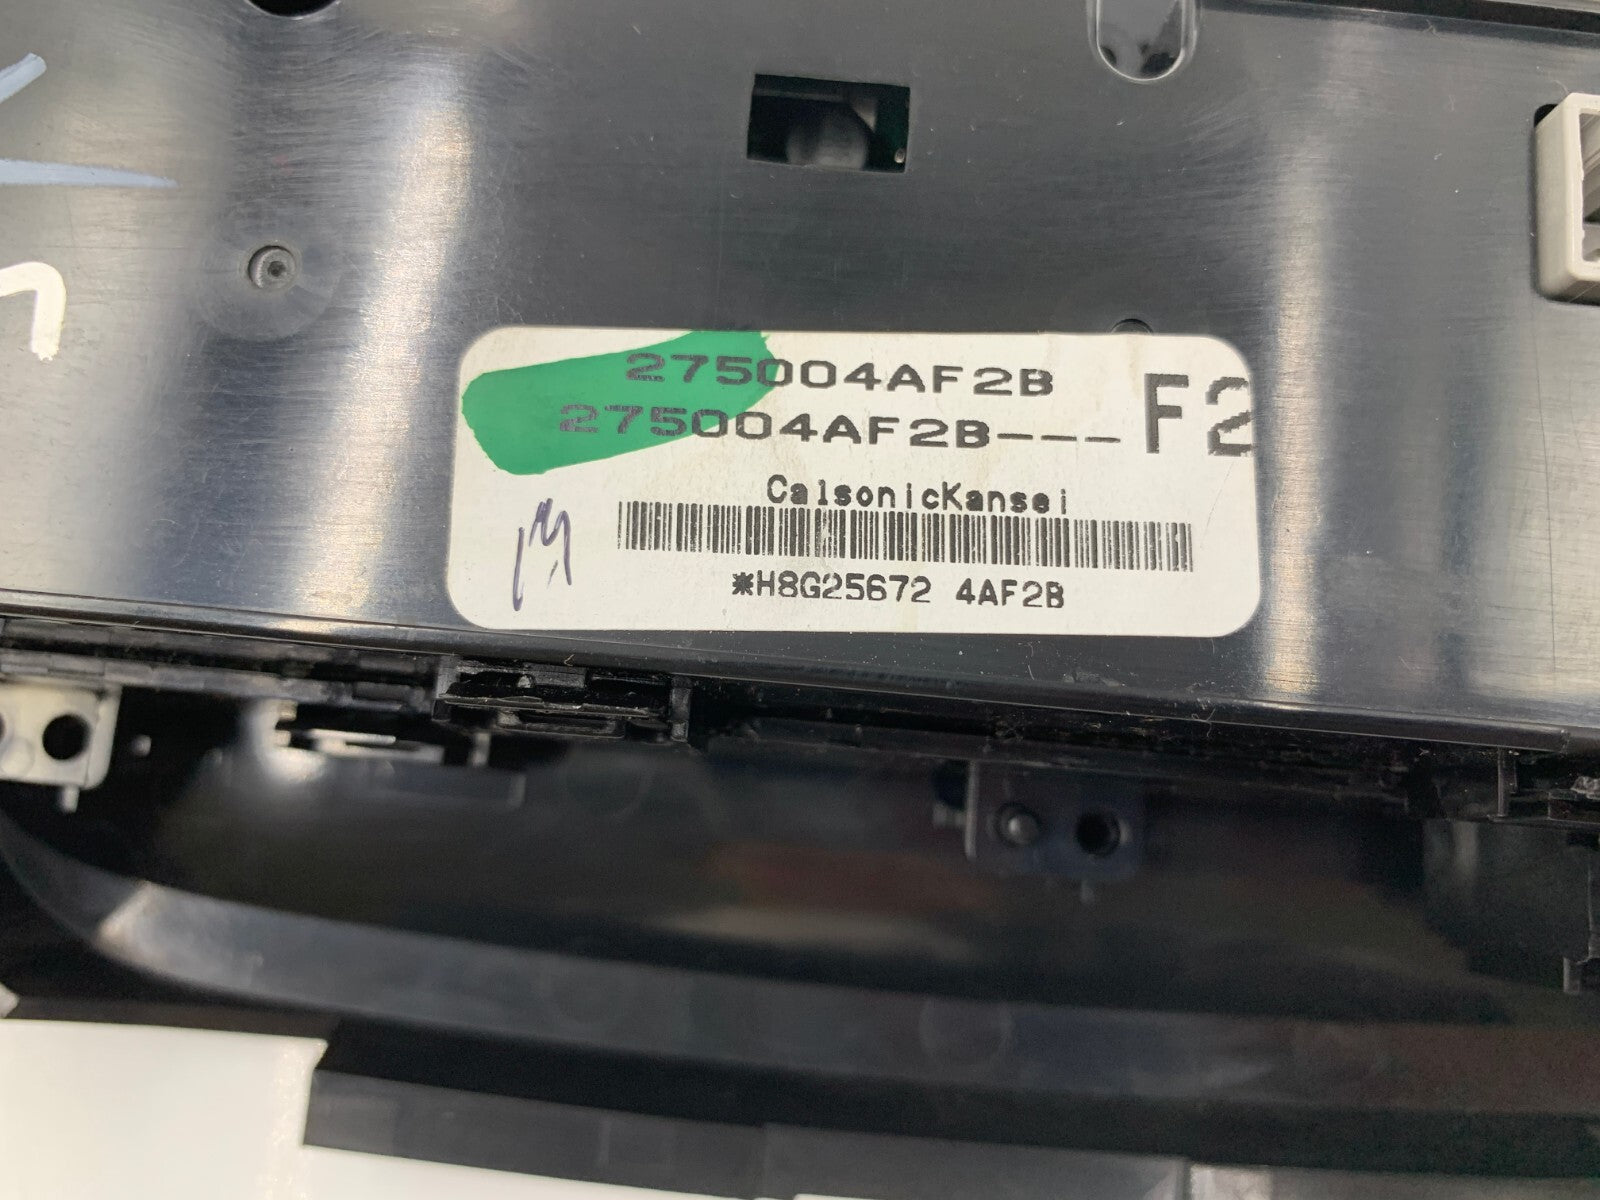 275004AF2B
275004AF2B--- F2
CalsonicKansei
*H8G25672 4AF2B